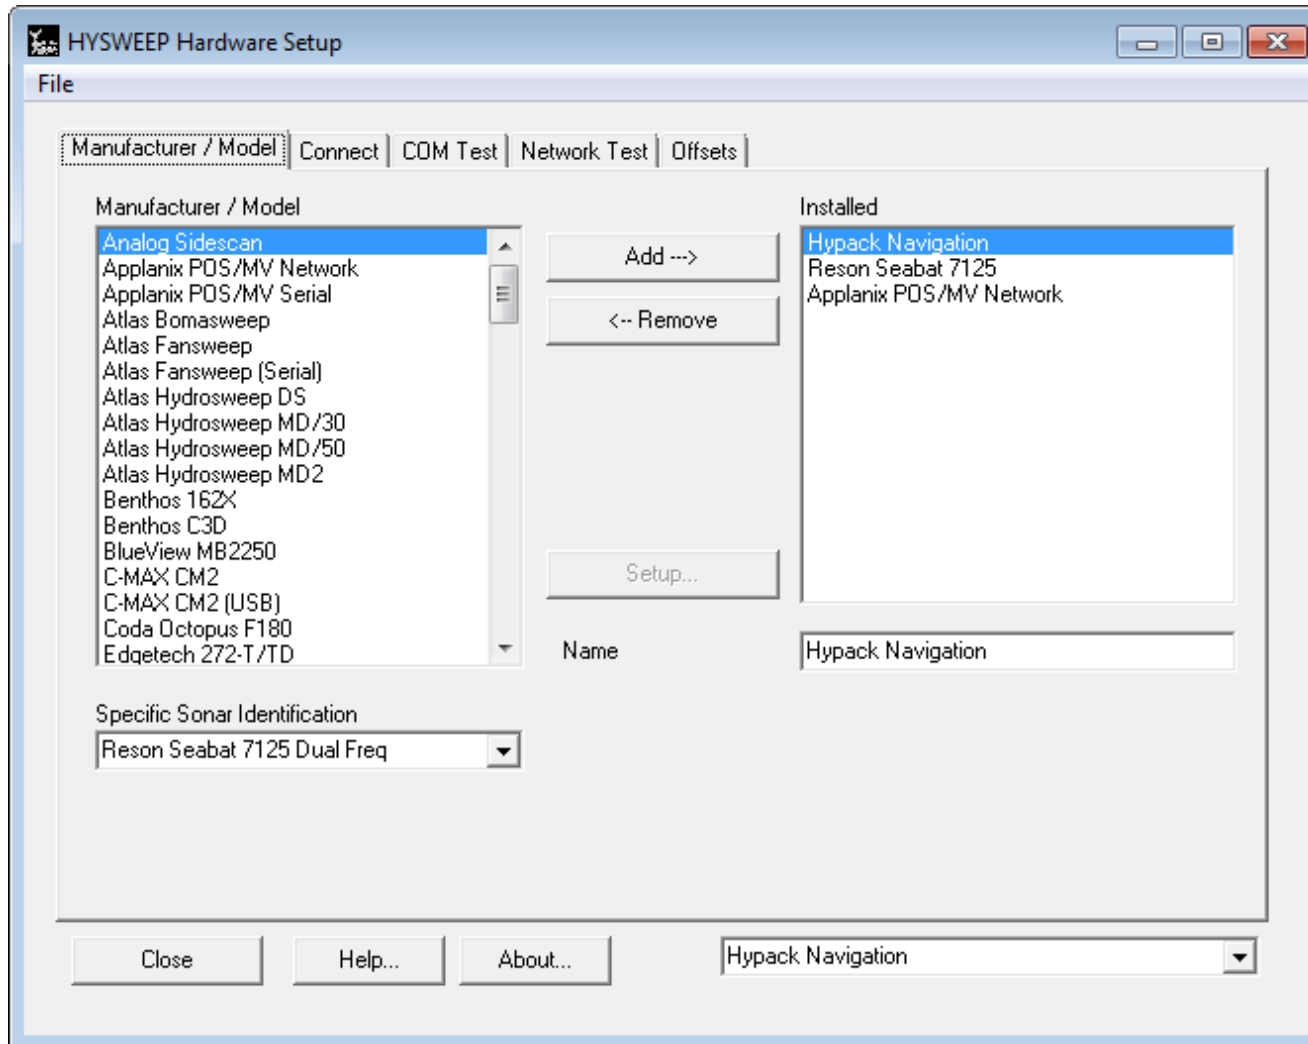 HYSWEEP Hardware Setup
File
Manufacturer / Model
Connect
COM Test
Network Test
Offsets
Manufacturer / Model
Analog Sidescan
Applanix POS/MV Network
Applanix POS/MV Serial
Atlas Bomasweep
Atlas Fansweep
Atlas Fansweep (Serial)
Atlas Hydrosweep DS
Atlas Hydrosweep MD/30
Atlas Hydrosweep MD/50
Atlas Hydrosweep MD2
Benthos 162X
Benthos C3D
BlueView MB2250
C-MAX CM2
C-MAX CM2 (USB)
Coda Octopus F180
Edgetech 272-T/TD
Add --->
<-- Remove
Setup...
Installed
Hypack Navigation
Reson Seabat 7125
Applanix POS/MV Network
Name
Hypack Navigation
Specific Sonar Identification
Reson Seabat 7125 Dual Freq
Close
Help...
About...
Hypack Navigation